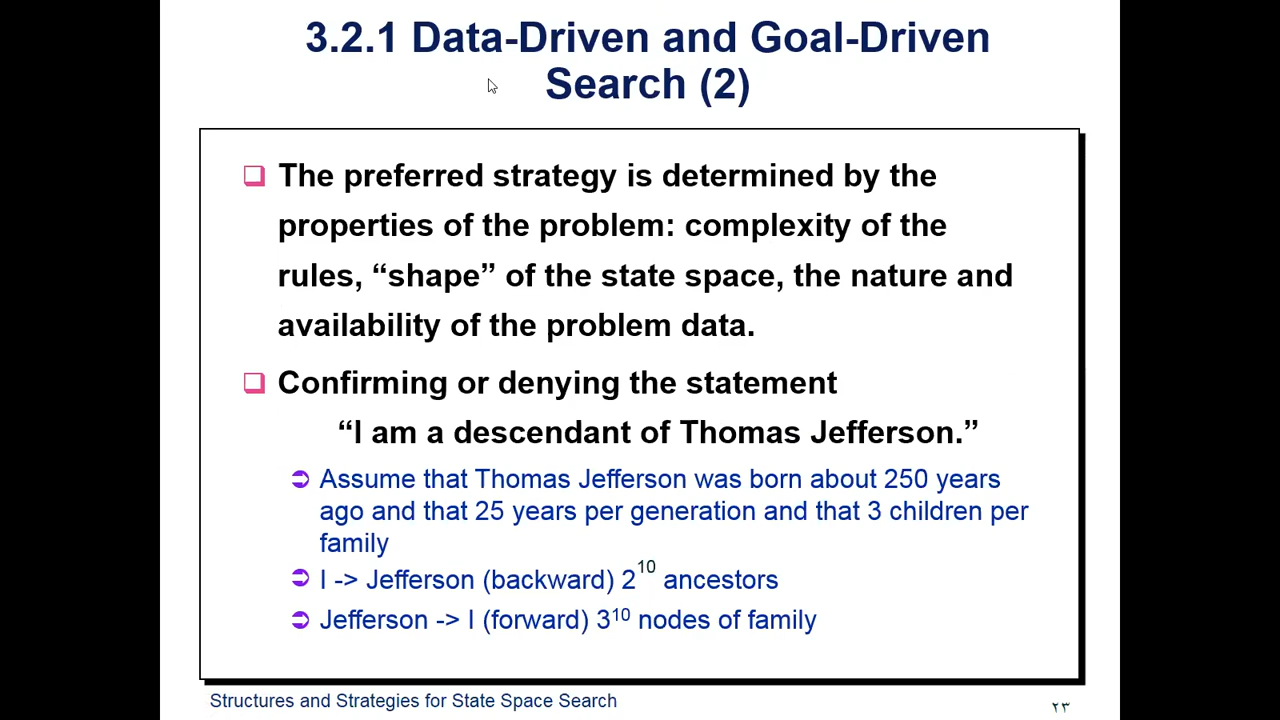 3.2.1 Data-Driven and Goal-Driven
Search (2)
The preferred strategy is determined by the
properties of the problem: complexity of the
rules, “shape” of the state space, the nature and
availability of the problem data.
Confirming or denying the statement
“I am a descendant of Thomas Jefferson.”
Assume that Thomas Jefferson was born about 250 years
ago and that 25 years per generation and that 3 children per
family
I -> Jefferson (backward) 2¹⁰ ancestors
Jefferson -> I (forward) 3¹⁰ nodes of family
Structures and Strategies for State Space Search
٢٣